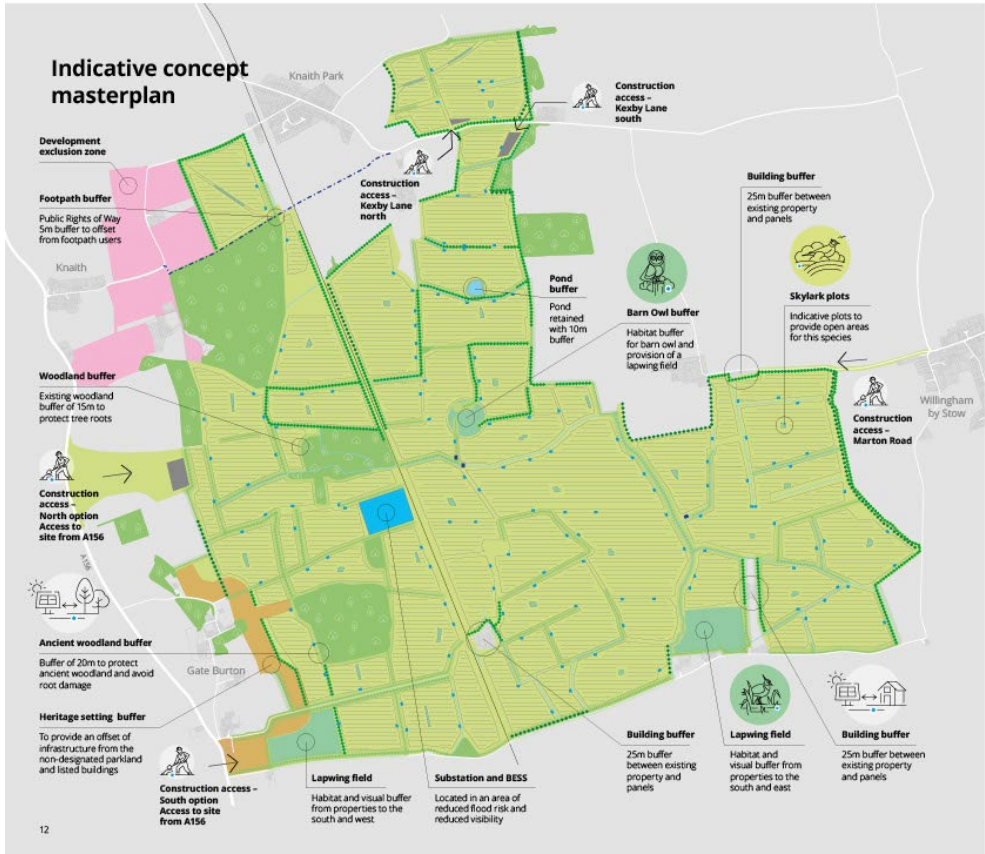 Indicative concept
masterplan
Knaith Park
Construction
access –
Kexby Lane
south
Development
exclusion zone
Footpath buffer
Public Rights of Way
5m buffer to offset
from footpath users
Construction
access –
Kexby Lane
north
Building buffer
25m buffer between
existing property
and panels
Knaith
Pond
buffer
Pond
retained
with 10m
buffer
Barn Owl buffer
Habitat buffer
for barn owl and
provision of a
lapwing field
Skylark plots
Indicative plots to
provide open areas
for this species
Woodland buffer
Existing woodland
buffer of 15m to
protect tree roots
Willingham
by Stow
Construction
access –
Marton Road
Construction
access –
North option
Access to
site from A156
A156
Ancient woodland buffer
Buffer of 20m to protect
ancient woodland and avoid
root damage
Gate Burton
Heritage setting buffer
To provide an offset of
infrastructure from the
non-designated parkland
and listed buildings
Construction access –
South option
Access to site
from A156
Lapwing field
Habitat and visual buffer
from properties to the
south and west
Substation and BESS
Located in an area of
reduced flood risk and
reduced visibility
Building buffer
25m buffer
between existing
property and
panels
Lapwing field
Habitat and
visual buffer from
properties to the
south and east
Building buffer
25m buffer between
existing property
and panels
12